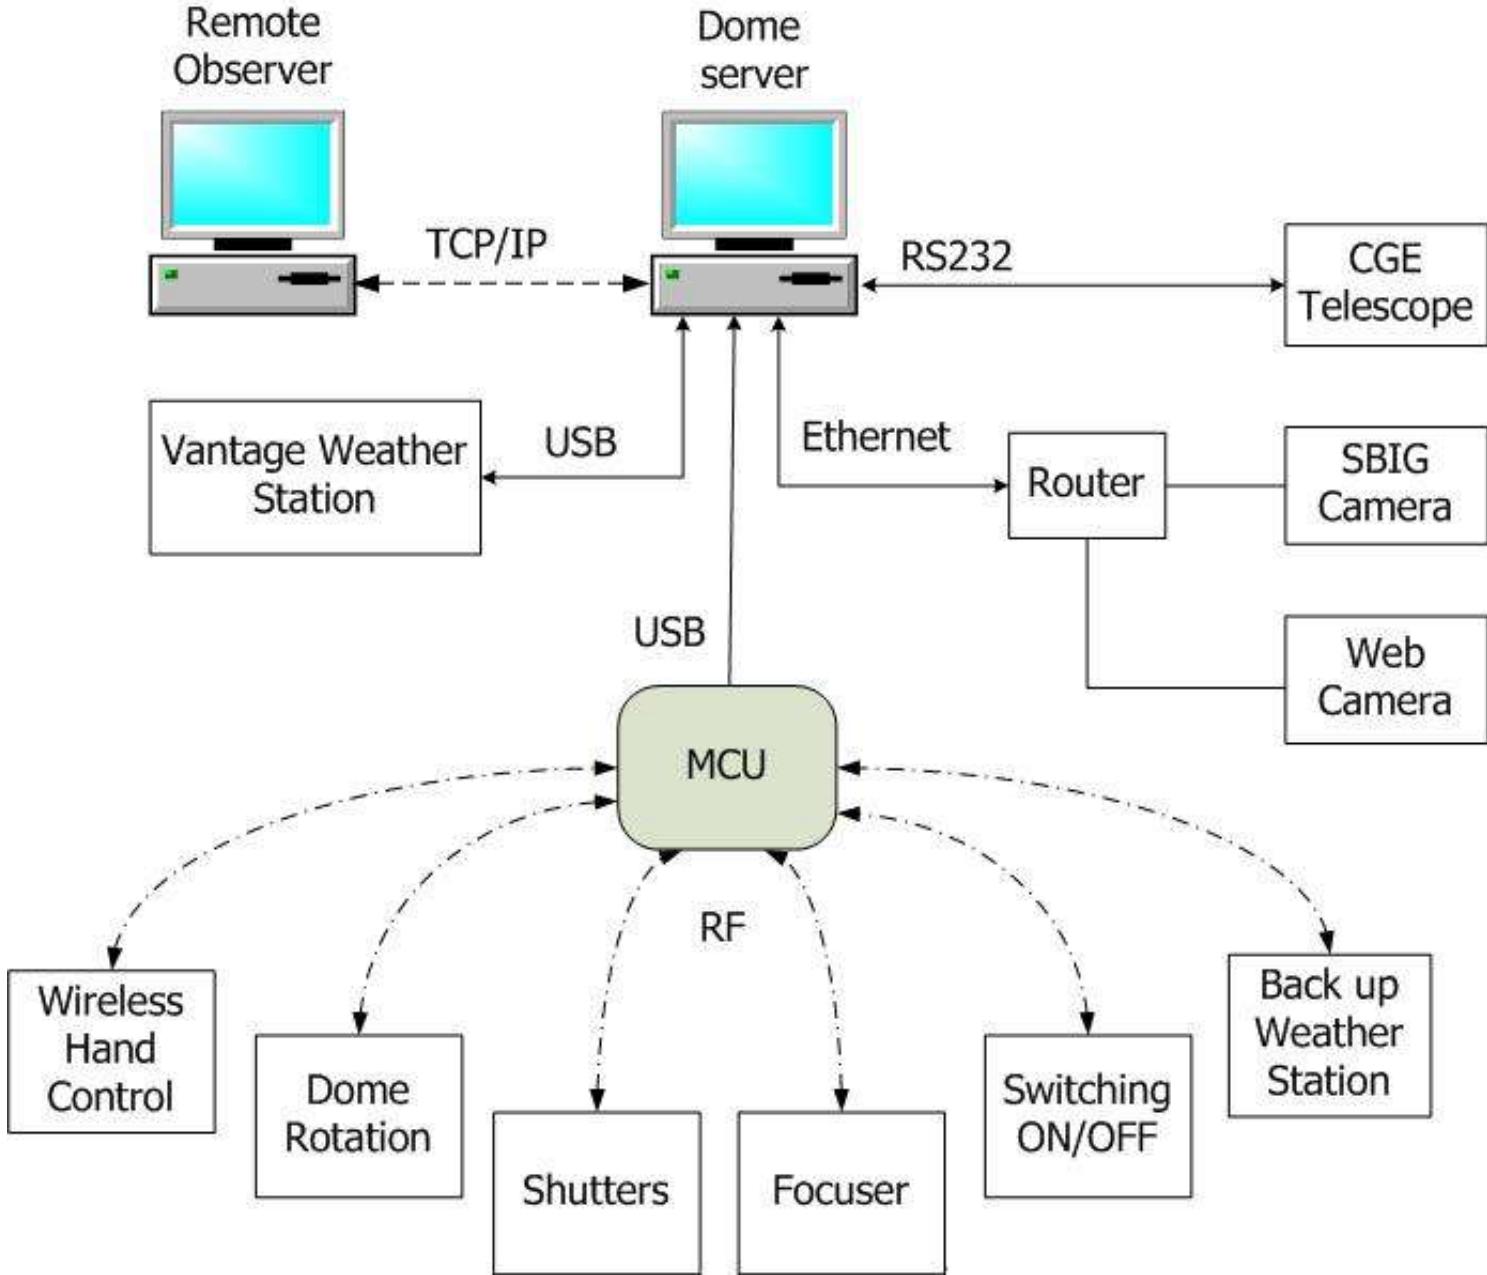 Remote
Observer
Dome
server
TCP/IP
RS232
CGE
Telescope
Vantage Weather
Station
USB
Ethernet
Router
SBIG
Camera
USB
Web
Camera
MCU
RF
Wireless
Hand
Control
Dome
Rotation
Shutters
Focuser
Switching
ON/OFF
Back up
Weather
Station